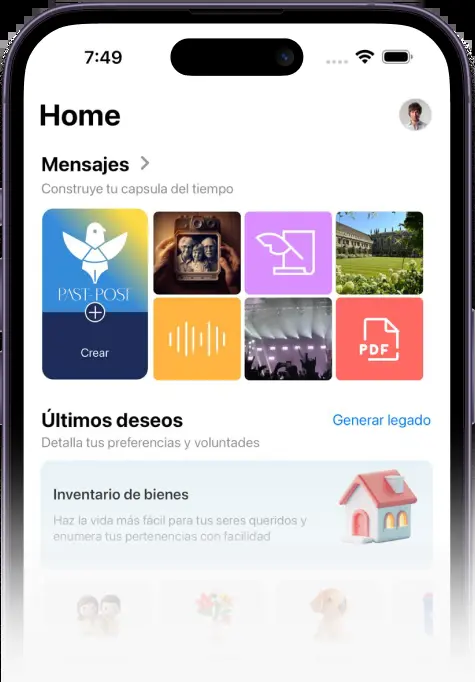 7:49
Home
Mensajes
Construye tu capsula del tiempo
PAST-POST
Crear
PDF
Últimos deseos
Generar legado
Detalla tus preferencias y voluntades
Inventario de bienes
Haz la vida más fácil para tus seres queridos y
enumera tus pertenencias con facilidad